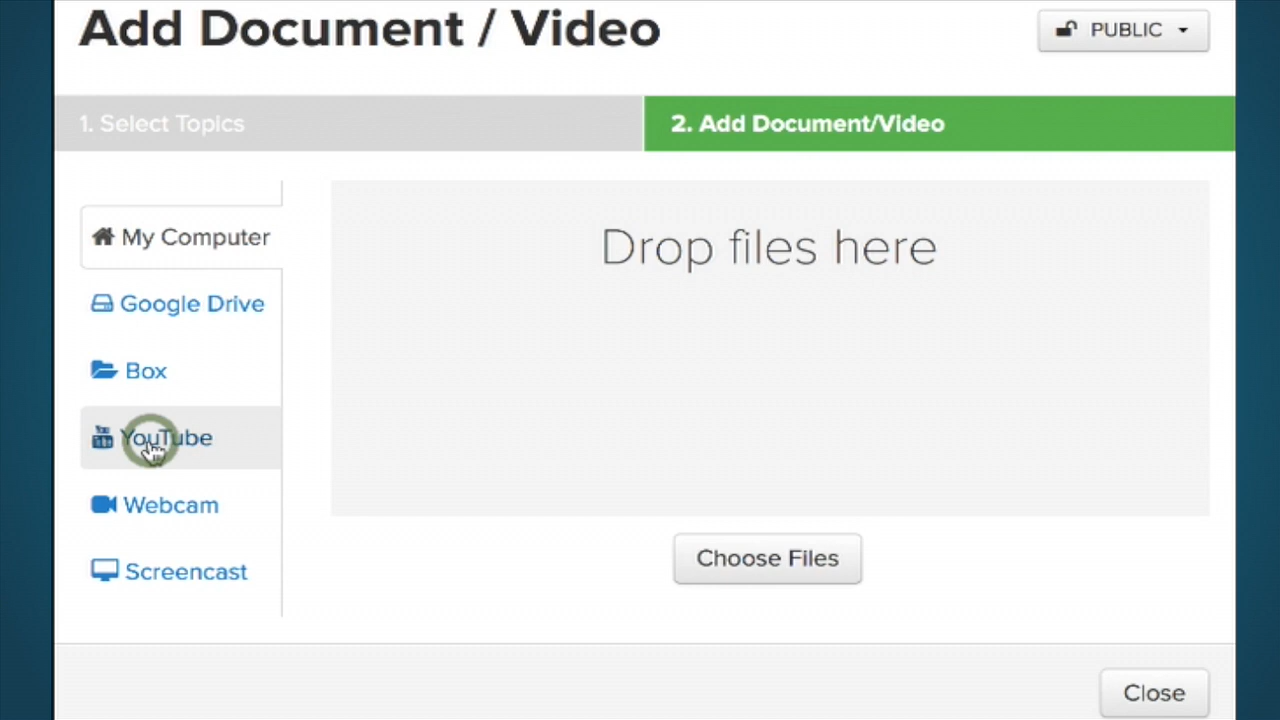 Add Document / Video
PUBLIC
1. Select Topics
2. Add Document/Video
My Computer
Google Drive
Box
YouTube
Webcam
Screencast
Drop files here
Choose Files
Close